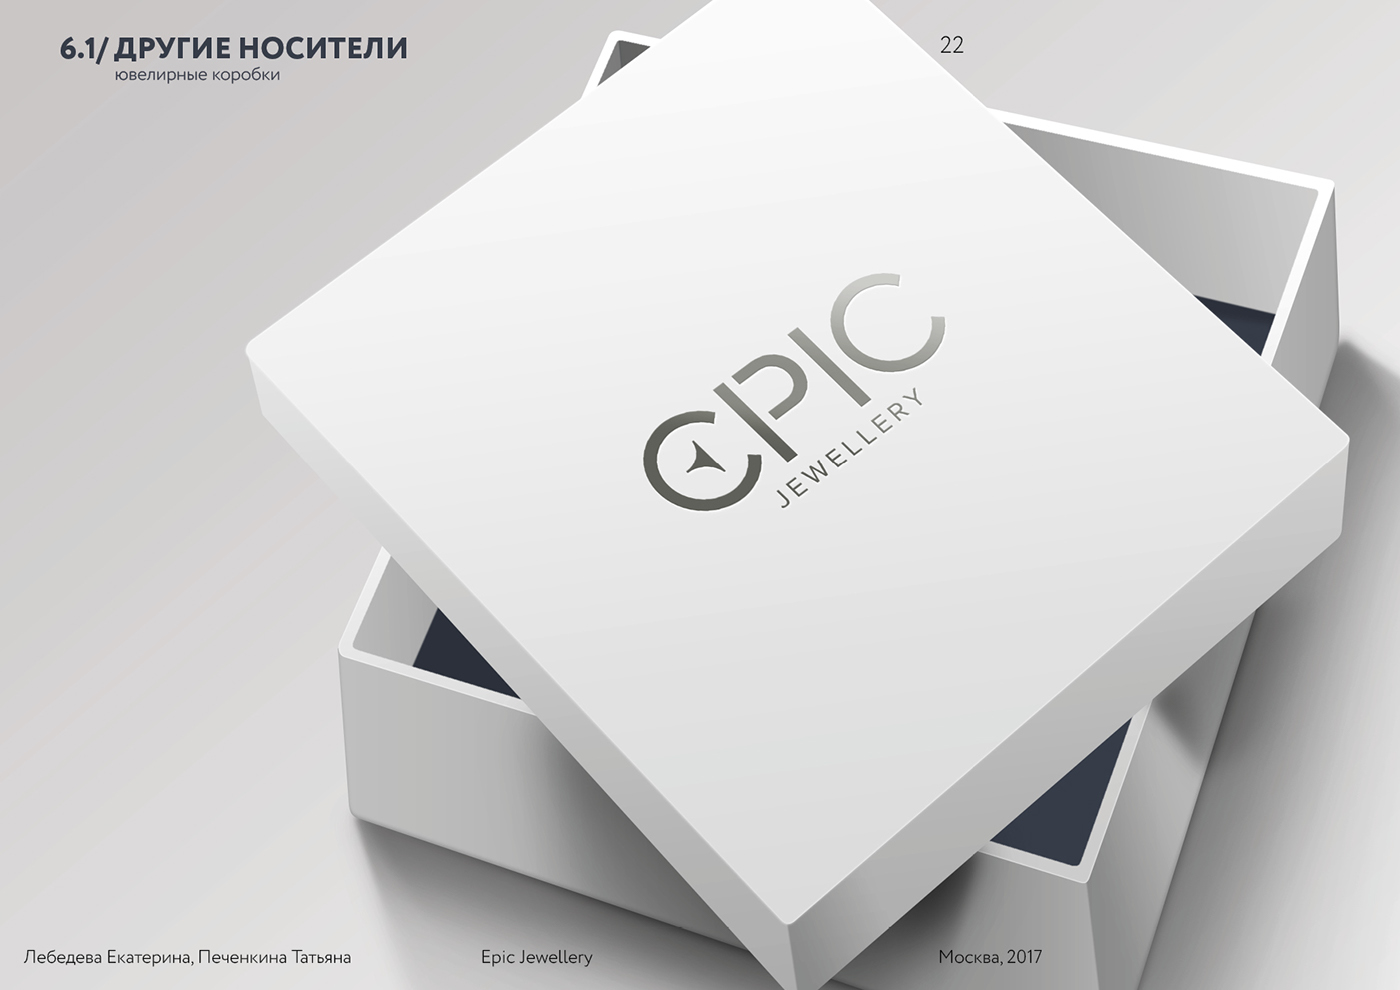 6.1/ ДРУГИЕ НОСИТЕЛИ
ювелирные коробки
22
EPIC
JEWELLERY
Лебедева Екатерина, Печенкина Татьяна
Epic Jewellery
Москва, 2017